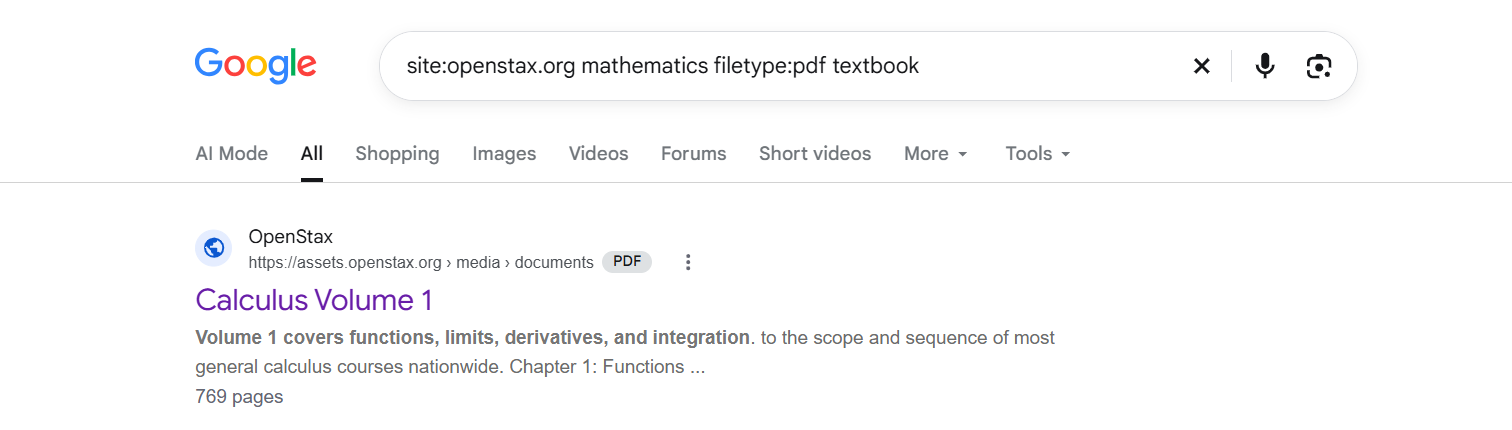 Google
site:openstax.org mathematics filetype:pdf textbook
AI Mode All Shopping Images Videos Forums Short videos More Tools
OpenStax
https://assets.openstax.org › media › documents PDF
Calculus Volume 1
Volume 1 covers functions, limits, derivatives, and integration. to the scope and sequence of most
general calculus courses nationwide. Chapter 1: Functions ...
769 pages